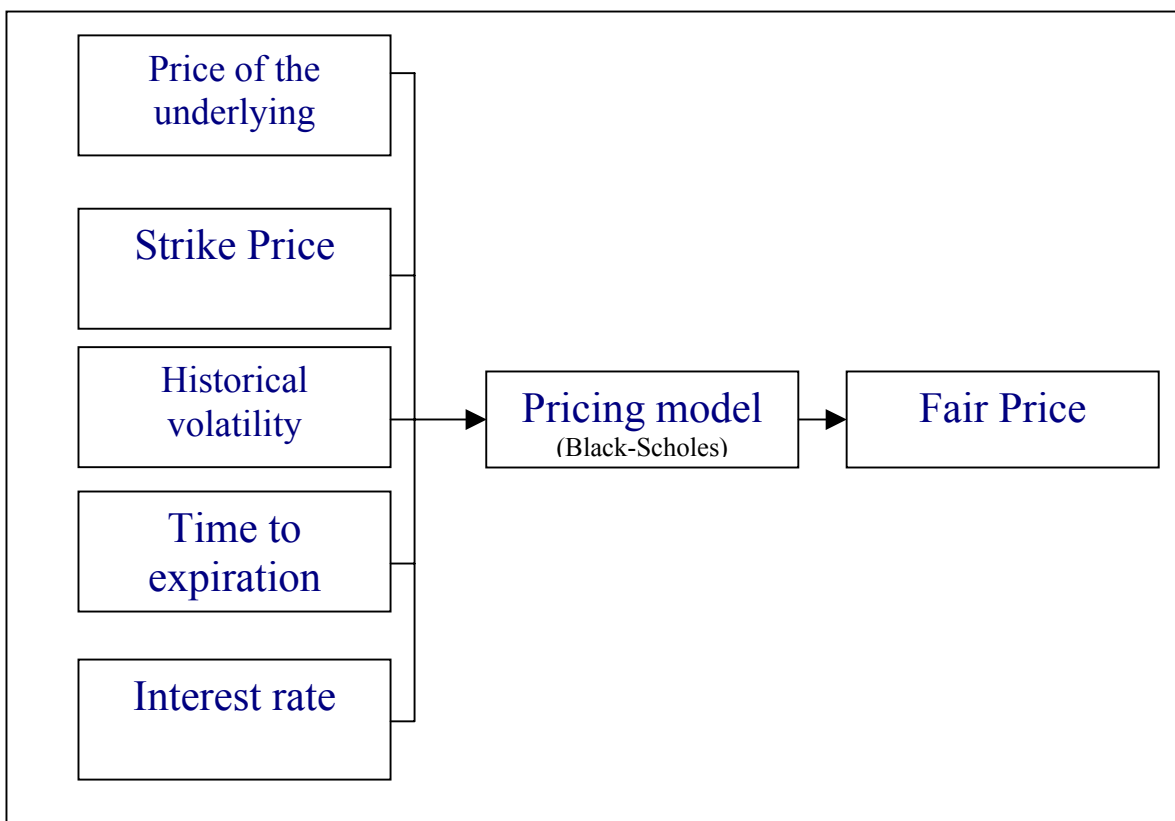 Price of the
underlying
Strike Price
Historical
volatility
Time to
expiration
Interest rate
Pricing model
(Black-Scholes)
Fair Price